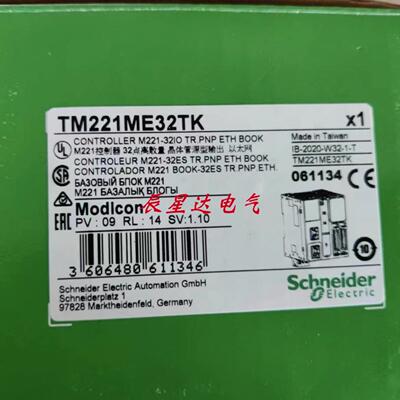 TM221ME32TK x1
CONTROLLER M221-32IO TR.PNP ETH BOOK
Made in Taiwan
M221控制器 32点高数量 晶体管源型输出 以太网
IB-2020-W32-1-T
CONTROLEUR M221-32ES TR.PNP ETH BOOK
TM221ME32TK
CONTROLADOR M221 BOOK-32ES TR.PNP ETH.
061134
БАЗОВЫЙ БЛОК M221
M221 БАЗАЛЫҚ БЛОГЫ
Modicon
辰星达电气
PV : 09 RL : 14 SV:1.10
10
3 606480 611346
Schneider Electric Automation GmbH
Schneiderplatz 1
97828 Marktheidenfeld, Germany
Schneider
Electric